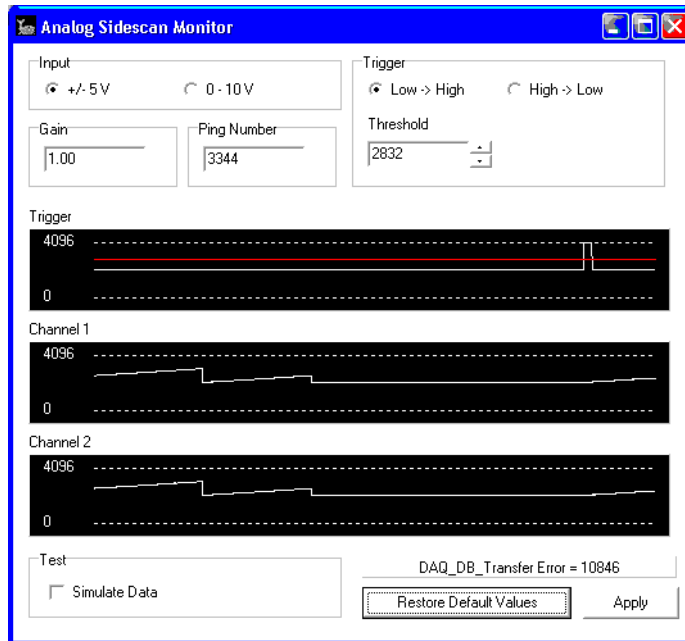 Analog Sidescan Monitor
Input
+/- 5 V
0 - 10 V
Trigger
Low -> High
High -> Low
Gain
1.00
Ping Number
3344
Threshold
2832
Trigger
4096
0
Channel 1
4096
0
Channel 2
4096
0
Test
Simulate Data
DAQ_DB_Transfer Error = 10846
Restore Default Values
Apply